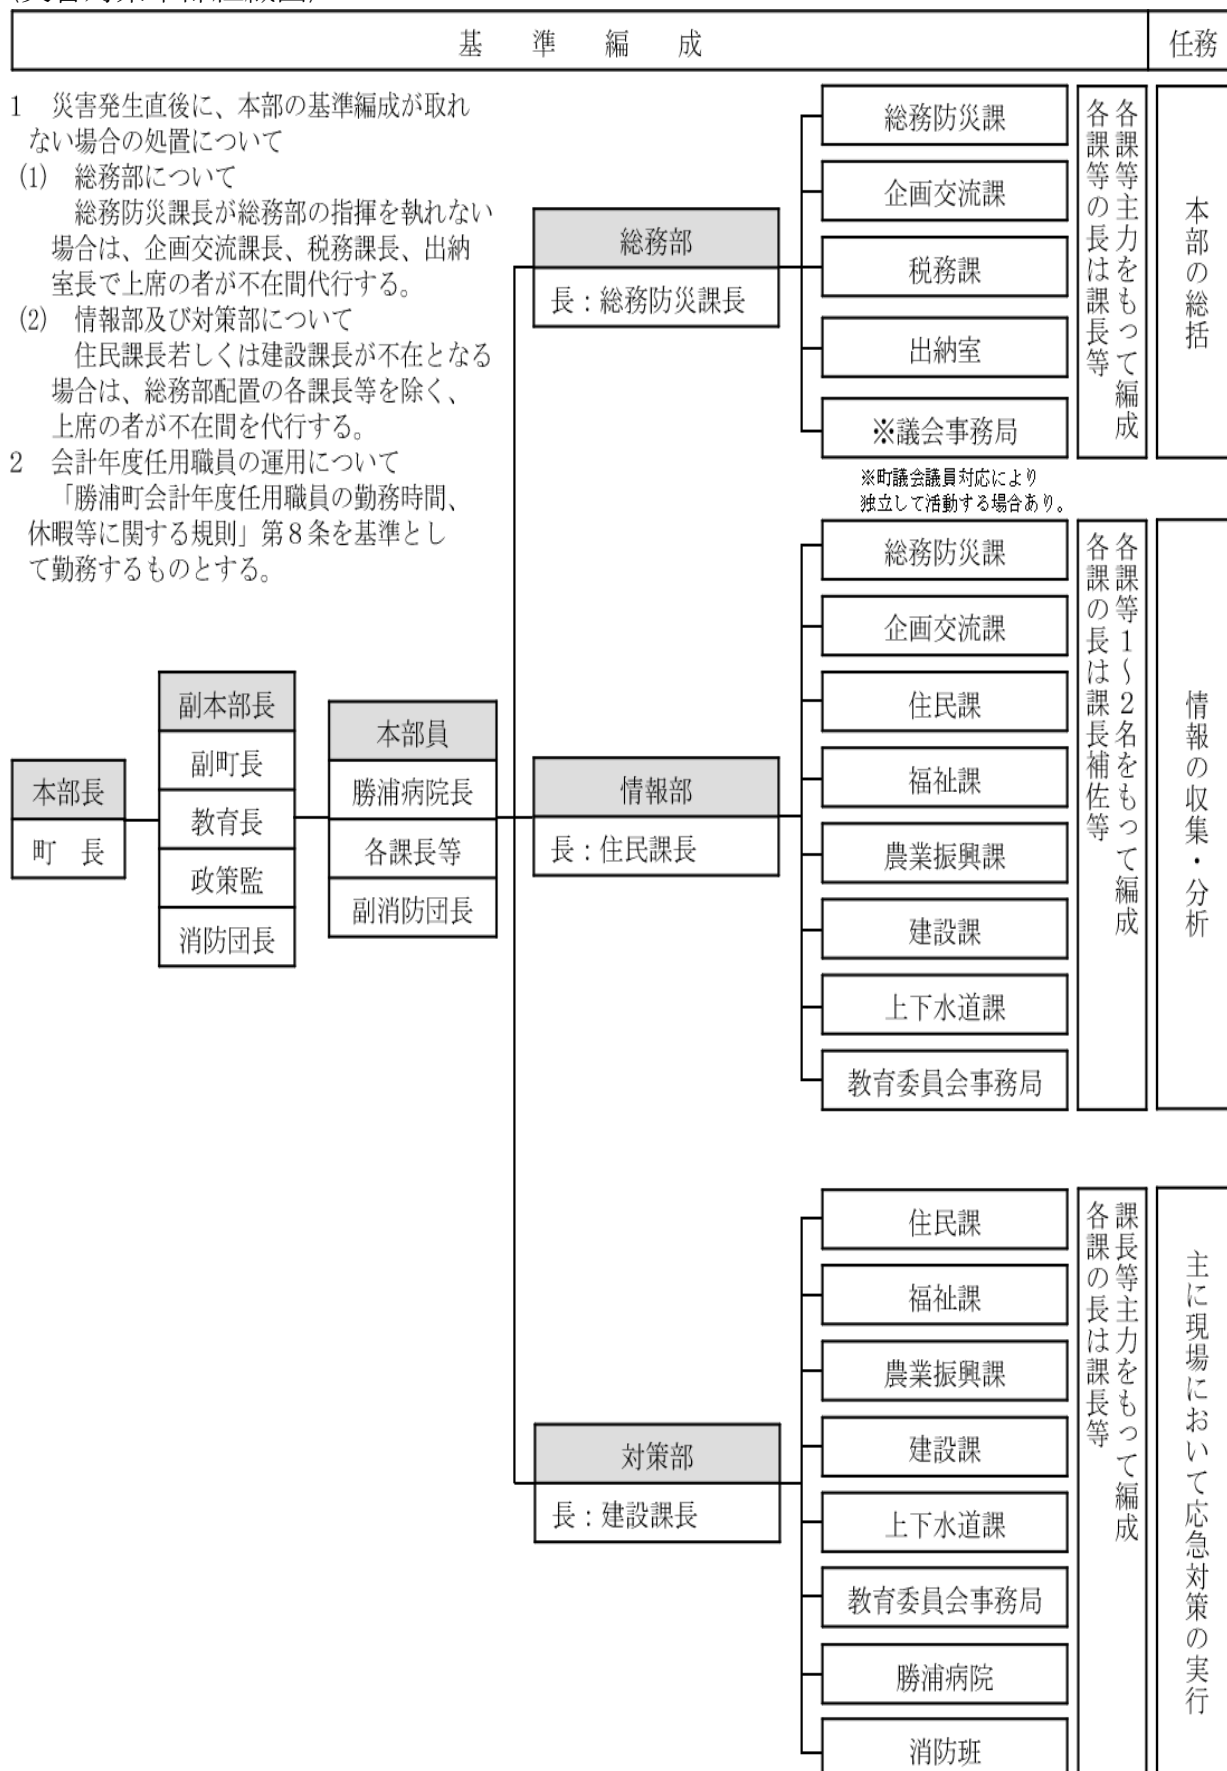 基準編成
任務
1 災害発生直後に、本部の基準編成が取れ
ない場合の処置について
(1) 総務部について
総務防災課長が総務部の指揮を執れない
場合は、企画交流課長、税務課長、出納
室長で上席の者が不在間代行する。
(2) 情報部及び対策部について
住民課長若しくは建設課長が不在となる
場合は、総務部配置の各課長等を除く、
上席の者が不在間を代行する。
2 会計年度任用職員の運用について
「勝浦町会計年度任用職員の勤務時間、
休暇等に関する規則」第8条を基準とし
て勤務するものとする。
本部長
町 長
副本部長
副町長
教育長
政策監
消防団長
本部員
勝浦病院長
各課長等
副消防団長
総務部
長：総務防災課長
総務防災課
企画交流課
税務課
出納室
※議会事務局
※町議会議員対応により
独立して活動する場合あり。
各課等主力をもって編成
各課等の長は課長等
本部の総括
情報部
長：住民課長
総務防災課
企画交流課
住民課
福祉課
農業振興課
建設課
上下水道課
教育委員会事務局
各課等1～2名をもって編成
各課の長は課長補佐等
情報の収集・分析
対策部
長：建設課長
住民課
福祉課
農業振興課
建設課
上下水道課
教育委員会事務局
勝浦病院
消防班
課長等主力をもって編成
各課の長は課長等
主に現場において応急対策の実行